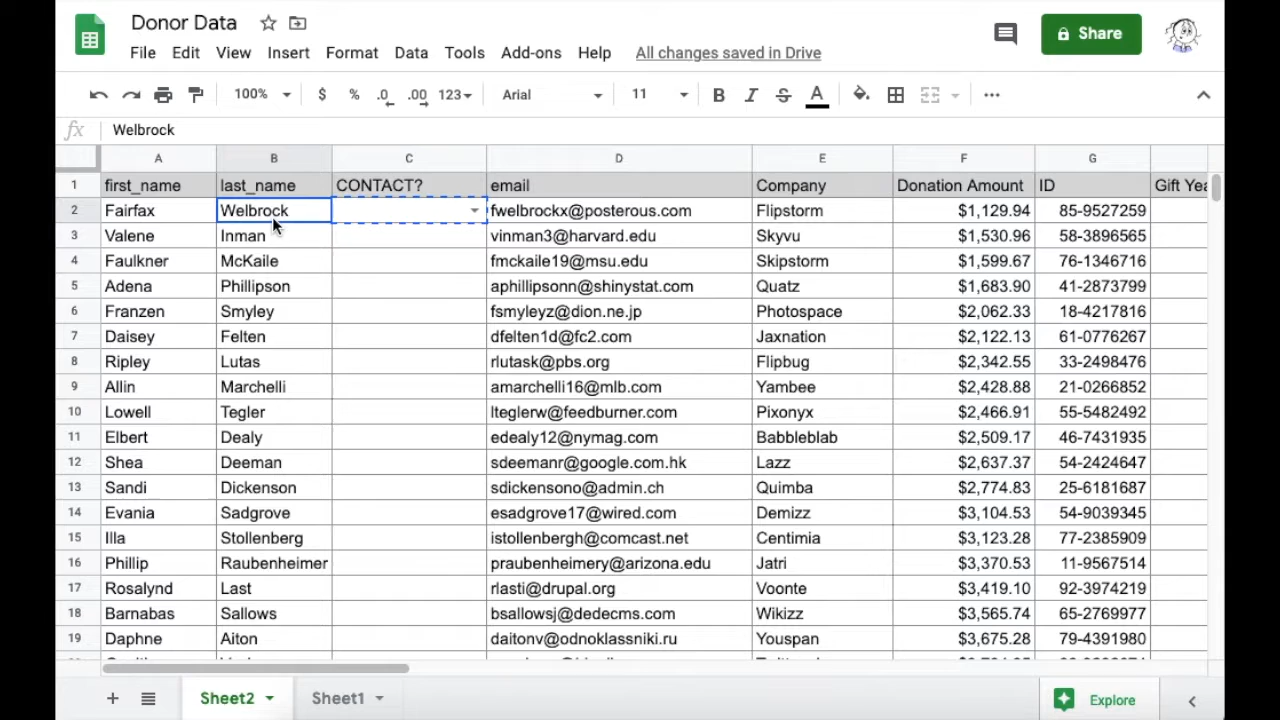 Donor Data
File Edit View Insert Format Data Tools Add-ons Help All changes saved in Drive
Share
100% $ % .0 .00 123 Arial 11 B I S A
fx Welbrock
A B C D E F G
1 first_name last_name CONTACT? email Company Donation Amount ID Gift Yea
2 Fairfax Welbrock fwelbrockx@posterous.com Flipstorm $1,129.94 85-9527259
3 Valene Inman vinman3@harvard.edu Skyvu $1,530.96 58-3896565
4 Faulkner McKaile fmckaile19@msu.edu Skipstorm $1,599.67 76-1346716
5 Adena Phillipson aphillipsonn@shinystat.com Quatz $1,683.90 41-2873799
6 Franzen Smyley fsmyleyz@dion.ne.jp Photospace $2,062.33 18-4217816
7 Daisey Felten dfelten1d@fc2.com Jaxnation $2,122.13 61-0776267
8 Ripley Lutas rlutask@pbs.org Flipbug $2,342.55 33-2498476
9 Allin Marchelli amarchelli16@mlb.com Yambee $2,428.88 21-0266852
10 Lowell Tegler lteglerw@feedburner.com Pixonyx $2,466.91 55-5482492
11 Elbert Dealy edealy12@nymag.com Babbleblab $2,509.17 46-7431935
12 Shea Deeman sdeemanr@google.com.hk Lazz $2,637.37 54-2424647
13 Sandi Dickenson sdickensono@admin.ch Quimba $2,774.83 25-6181687
14 Evania Sadgrove esadgrove17@wired.com Demizz $3,104.53 54-9039345
15 Illa Stollenberg istollenbergh@comcast.net Centimia $3,123.28 77-2385909
16 Phillip Raubenheimer praubenheimery@arizona.edu Jatri $3,370.53 11-9567514
17 Rosalynd Last rlasti@drupal.org Voonte $3,419.10 92-3974219
18 Barnabas Sallows bsallowsj@dedecms.com Wikizz $3,565.74 65-2769977
19 Daphne Aiton daitonv@odnoklassniki.ru Youspan $3,675.28 79-4391980
Sheet2 Sheet1 Explore